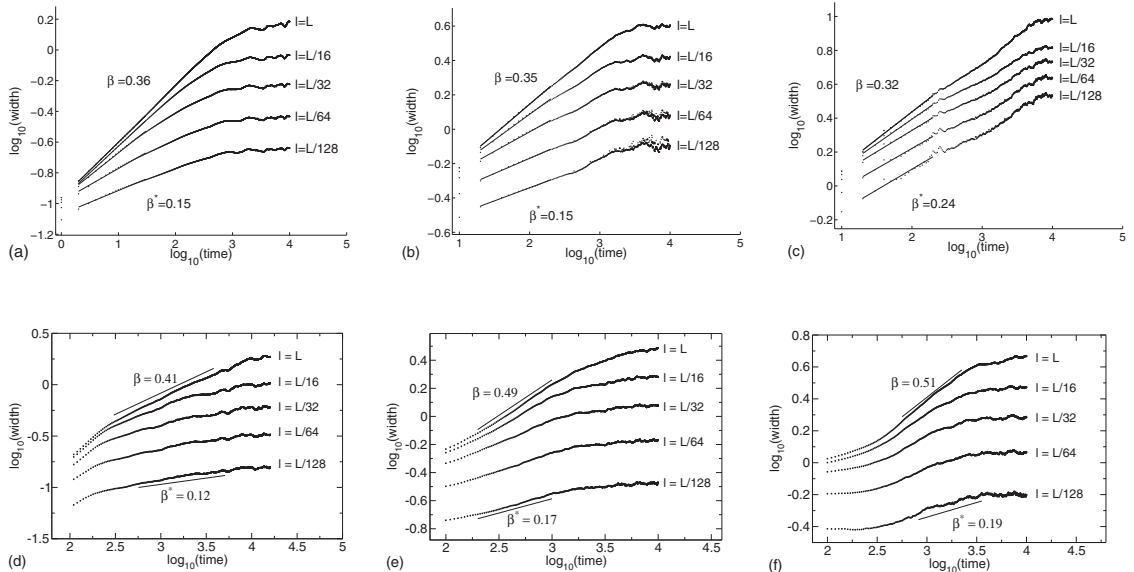 0.2
0
−0.2
−0.4
−0.6
−0.8
−1
−1.2
log10(width)
β =0.36
β*=0.15
l=L
l=L/16
l=L/32
l=L/64
l=L/128
0 1 2 3 4 5
log10(time)
(a)
0.6
0.4
0.2
0
−0.2
−0.4
−0.6
log10(width)
β =0.35
β*=0.15
l=L
l=L/16
l=L/32
l=L/64
l=L/128
1 2 3 4 5
log10(time)
(b)
1
0.8
0.6
0.4
0.2
0
−0.2
log10(width)
β =0.32
β*=0.24
l=L
l=L/16
l=L/32
l=L/64
l=L/128
1 2 3 4 5
log10(time)
(c)
0.5
0
-0.5
-1
-1.5
log10(width)
β = 0.41
β* = 0.12
l = L
l = L/16
l = L/32
l = L/64
l = L/128
2 2.5 3 3.5 4 4.5 5
log10(time)
(d)
0.4
0.2
0
-0.2
-0.4
-0.6
-0.8
log10(width)
β = 0.49
β* = 0.17
l = L
l = L/16
l = L/32
l = L/64
l = L/128
2 2.5 3 3.5 4 4.5
log10(time)
(e)
0.8
0.6
0.4
0.2
0
-0.2
-0.4
log10(width)
β = 0.51
β* = 0.19
l = L
l = L/16
l = L/32
l = L/64
l = L/128
2 2.5 3 3.5 4 4.5
log10(time)
(f)